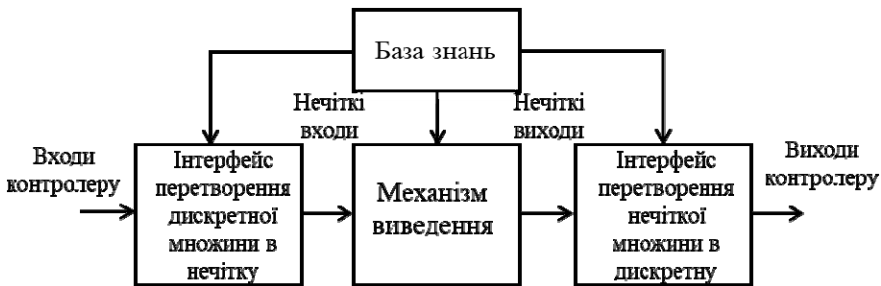 База знань
Нечіткі
входи
Нечіткі
виходи
Входи
контролеру
Інтерфейс
перетворення
дискретної
множини в
нечітку
Механізм
виведення
Інтерфейс
перетворення
нечіткої
множини в
дискретну
Виходи
контролеру